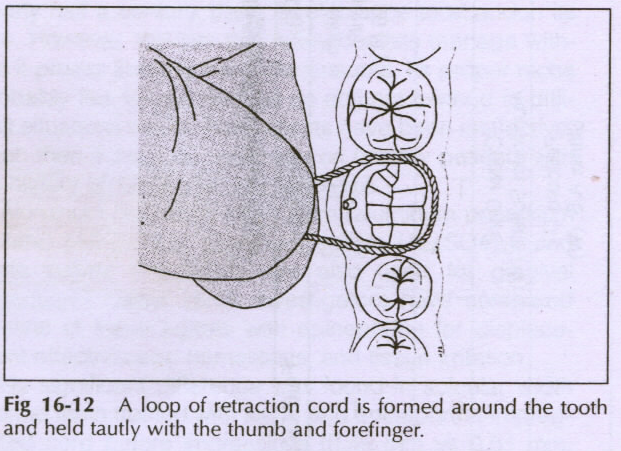 Fig 16-12 A loop of retraction cord is formed around the tooth
and held tautly with the thumb and forefinger.